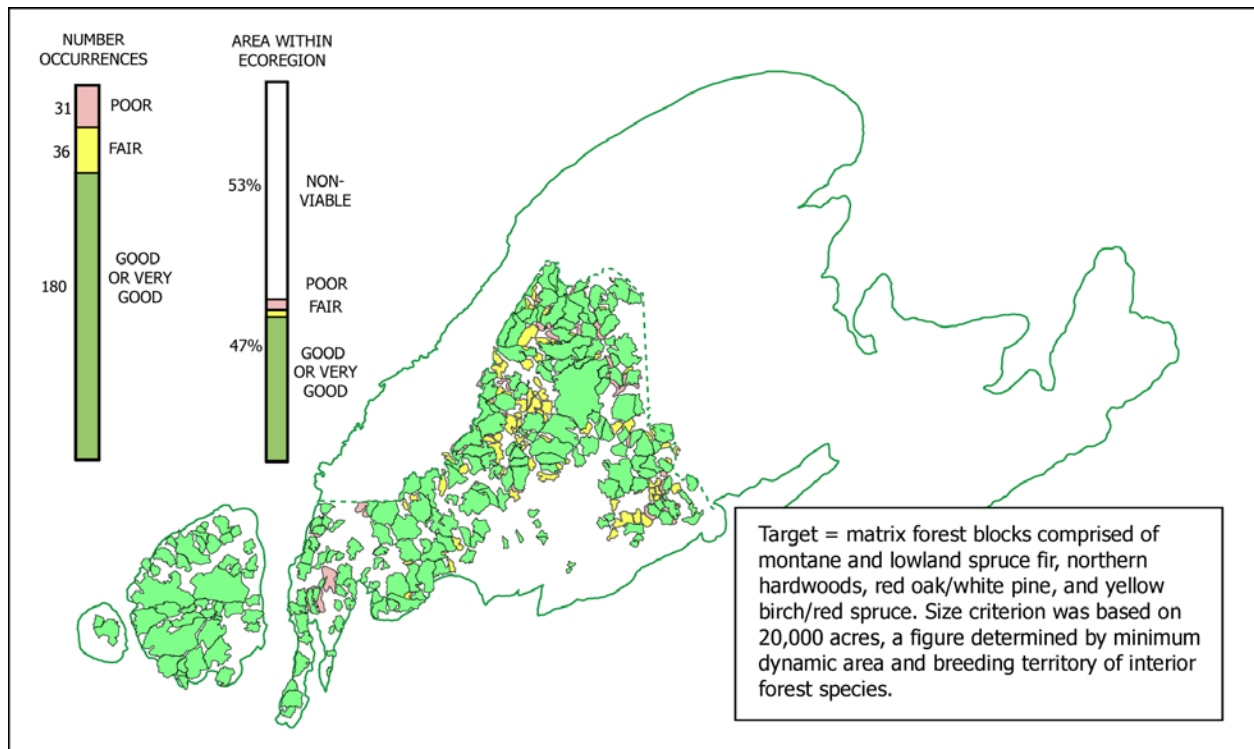 NUMBER
OCCURRENCES
31
POOR
36
FAIR
180
GOOD
OR VERY
GOOD
AREA WITHIN
ECOREGION
53%
NON-
VIABLE
POOR
FAIR
47%
GOOD
OR VERY
GOOD
Target = matrix forest blocks comprised of
montane and lowland spruce fir, northern
hardwoods, red oak/white pine, and yellow
birch/red spruce. Size criterion was based on
20,000 acres, a figure determined by minimum
dynamic area and breeding territory of interior
forest species.